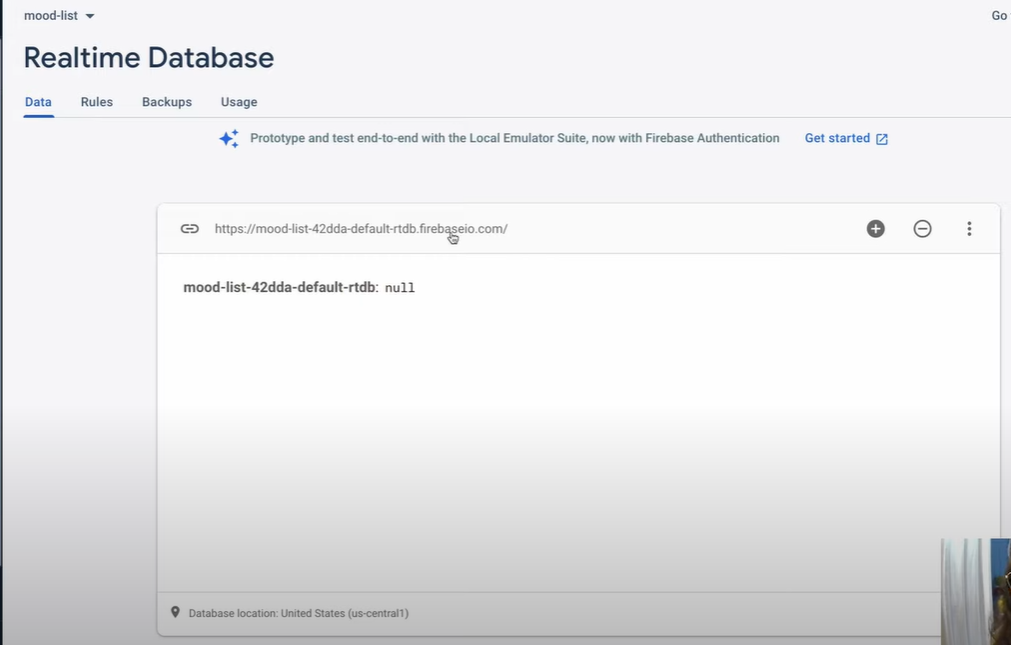 mood-list
Go
Realtime Database
Data Rules Backups Usage
Prototype and test end-to-end with the Local Emulator Suite, now with Firebase Authentication Get started
https://mood-list-42dda-default-rtdb.firebaseio.com/
mood-list-42dda-default-rtdb: null
Database location: United States (us-central1)